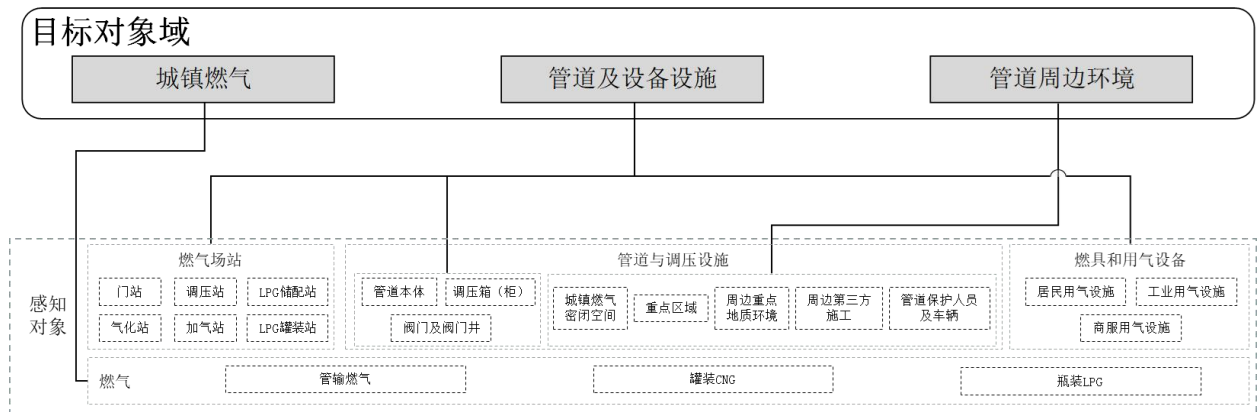 目标对象域
城镇燃气
管道及设备设施
管道周边环境
感知
对象
燃气场站
门站
调压站
LPG储配站
气化站
加气站
LPG罐装站
管道与调压设施
管道本体
调压箱（柜）
阀门及阀门井
城镇燃气
密闭空间
重点区域
周边重点
地质环境
周边第三方
施工
管道保护人员
及车辆
燃具和用气设备
居民用气设施
工业用气设施
商服用气设施
燃气
管输燃气
罐装CNG
瓶装LPG